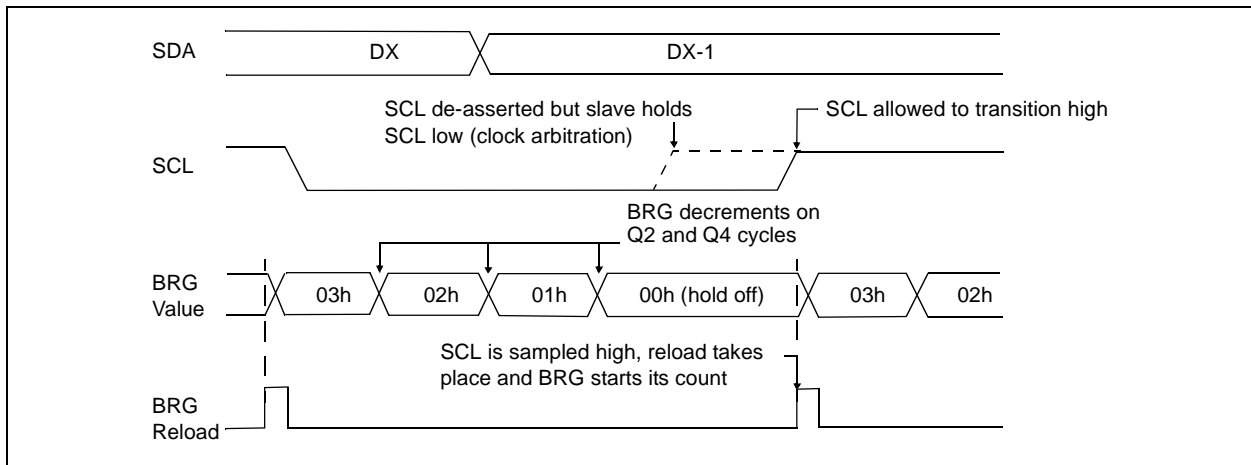 SDA
DX
DX-1
SCL de-asserted but slave holds
SCL low (clock arbitration)
SCL allowed to transition high
SCL
BRG decrements on
Q2 and Q4 cycles
BRG
Value
03h
02h
01h
00h (hold off)
03h
02h
SCL is sampled high, reload takes
place and BRG starts its count
BRG
Reload